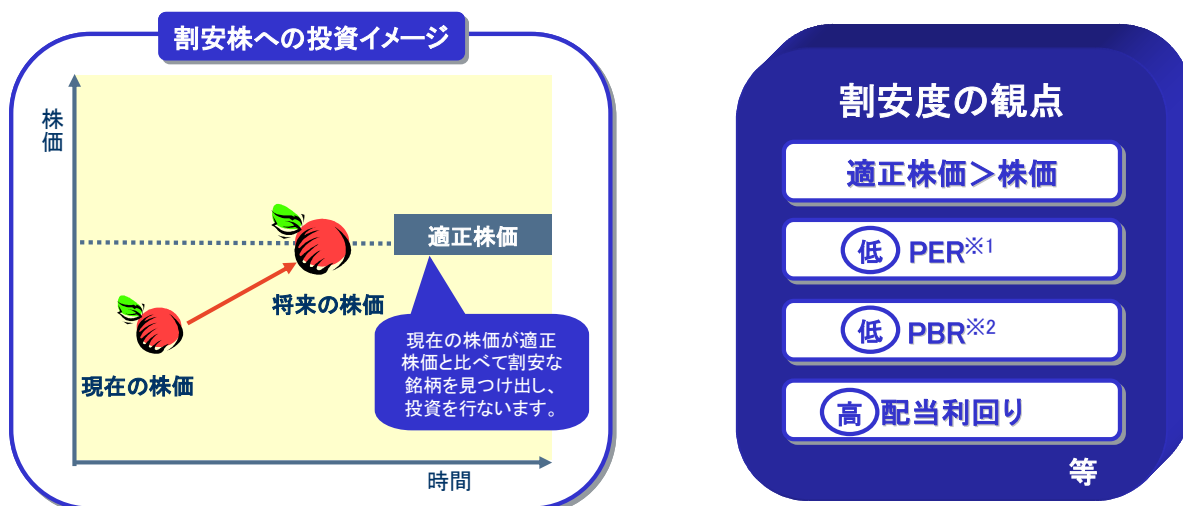 割安株への投資イメージ
株
価
適正株価
将来の株価
現在の株価
現在の株価が適正
株価と比べて割安な
銘柄を見つけ出し、
投資を行ないます。
時間
割安度の観点
適正株価＞株価
低 PER※1
低 PBR※2
高 配当利回り
等